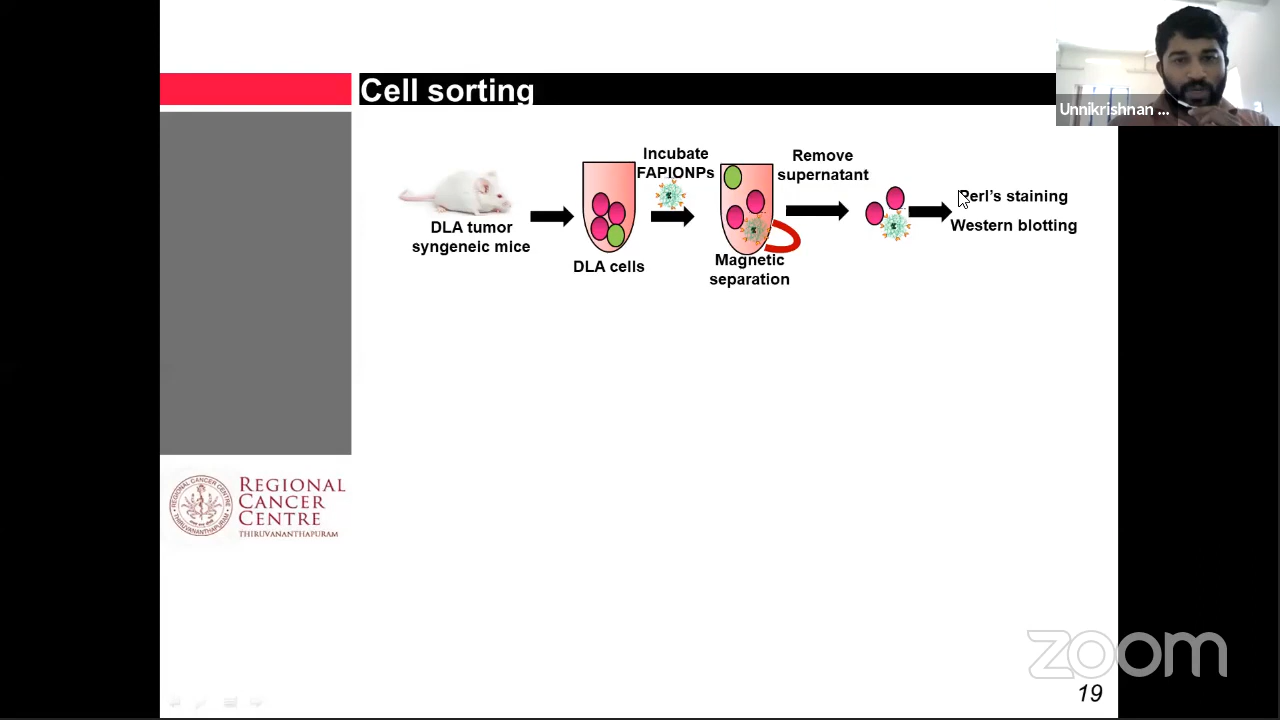 Cell sorting
Unnikrishnan ...
Incubate
FAPIONPs
Remove
supernatant
Perl's staining
Western blotting
DLA tumor
syngeneic mice
DLA cells
Magnetic
separation
REGIONAL
CANCER
CENTRE
THIRUVANANTHAPURAM
zoom
19